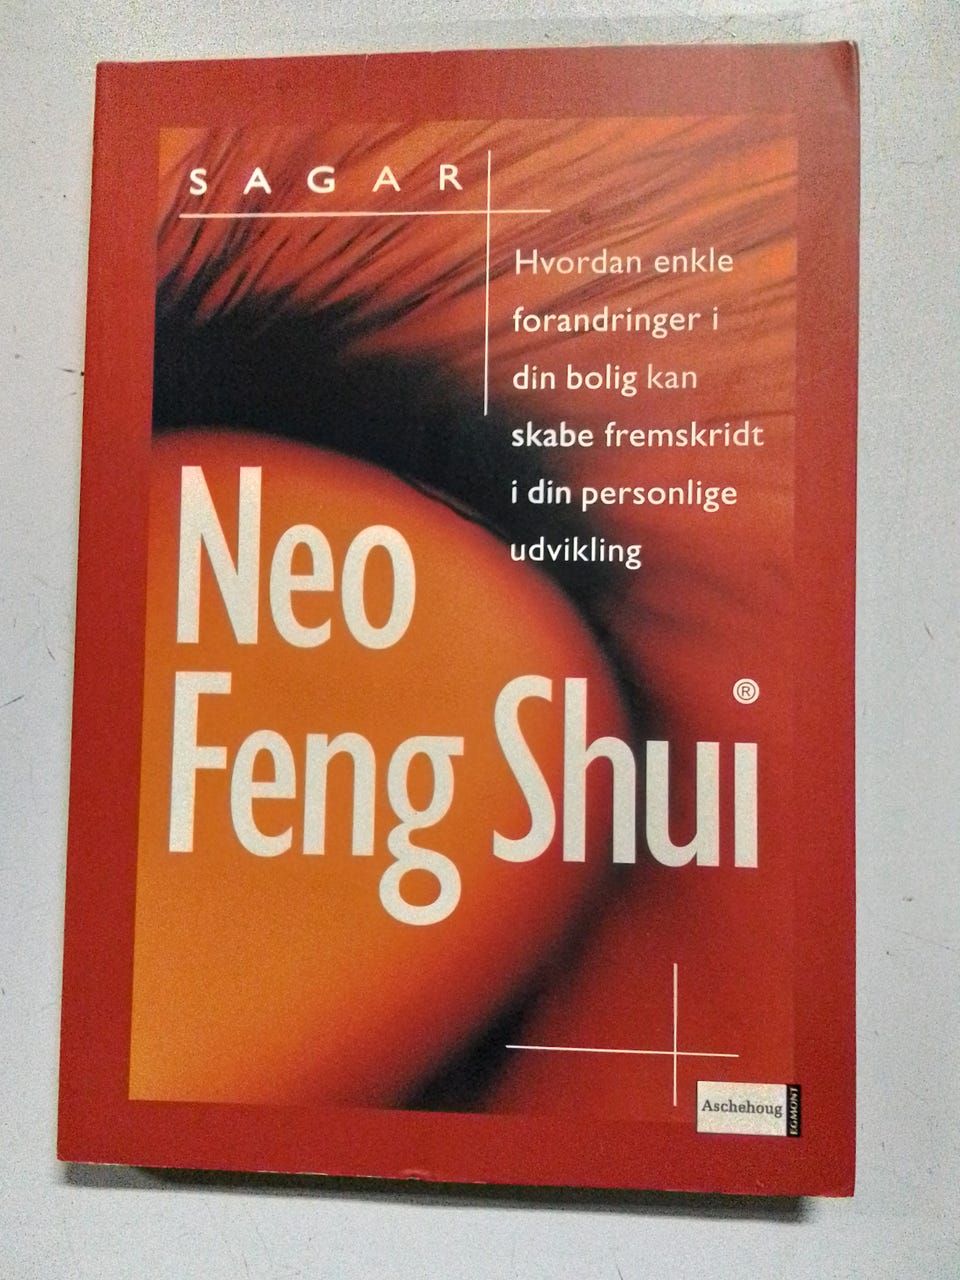 SAGAR
Hvordan enkle
forandringer i
din bolig kan
skabe fremskridt
i din personlige
udvikling
Neo
Feng Shui®
Aschehoug
EGMONT